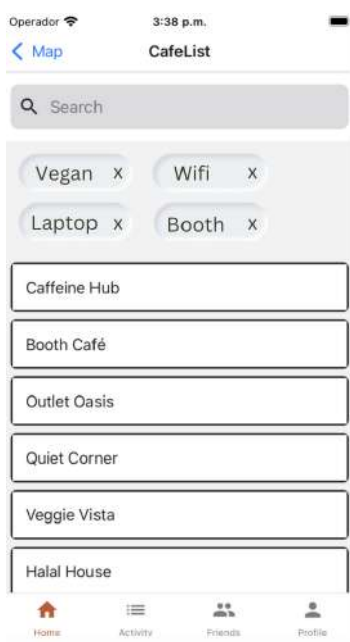 Operador 3:38 p.m.
Map CafeList
Search
Vegan x Wifi x
Laptop x Booth x
Caffeine Hub
Booth Café
Outlet Oasis
Quiet Corner
Veggie Vista
Halal House
Home Activity Friends Profile